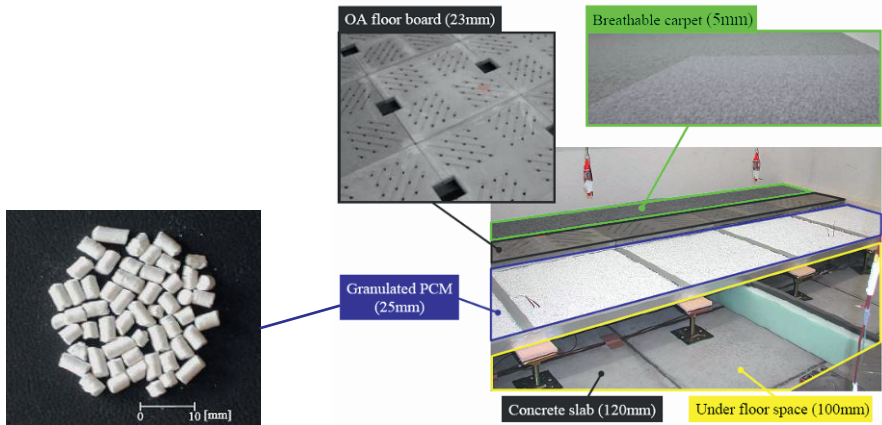 OA floor board (23mm)
Breathable carpet (5mm)
Granulated PCM
(25mm)
0 10 [mm]
Concrete slab (120mm)
Under floor space (100mm)